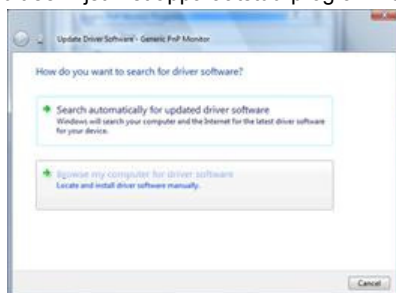 Update Driver Software - Generic PnP Monitor
How do you want to search for driver software?
Search automatically for updated driver software
Windows will search your computer and the Internet for the latest driver software
for your device.
Browse my computer for driver software
Locate and install driver software manually.
Cancel